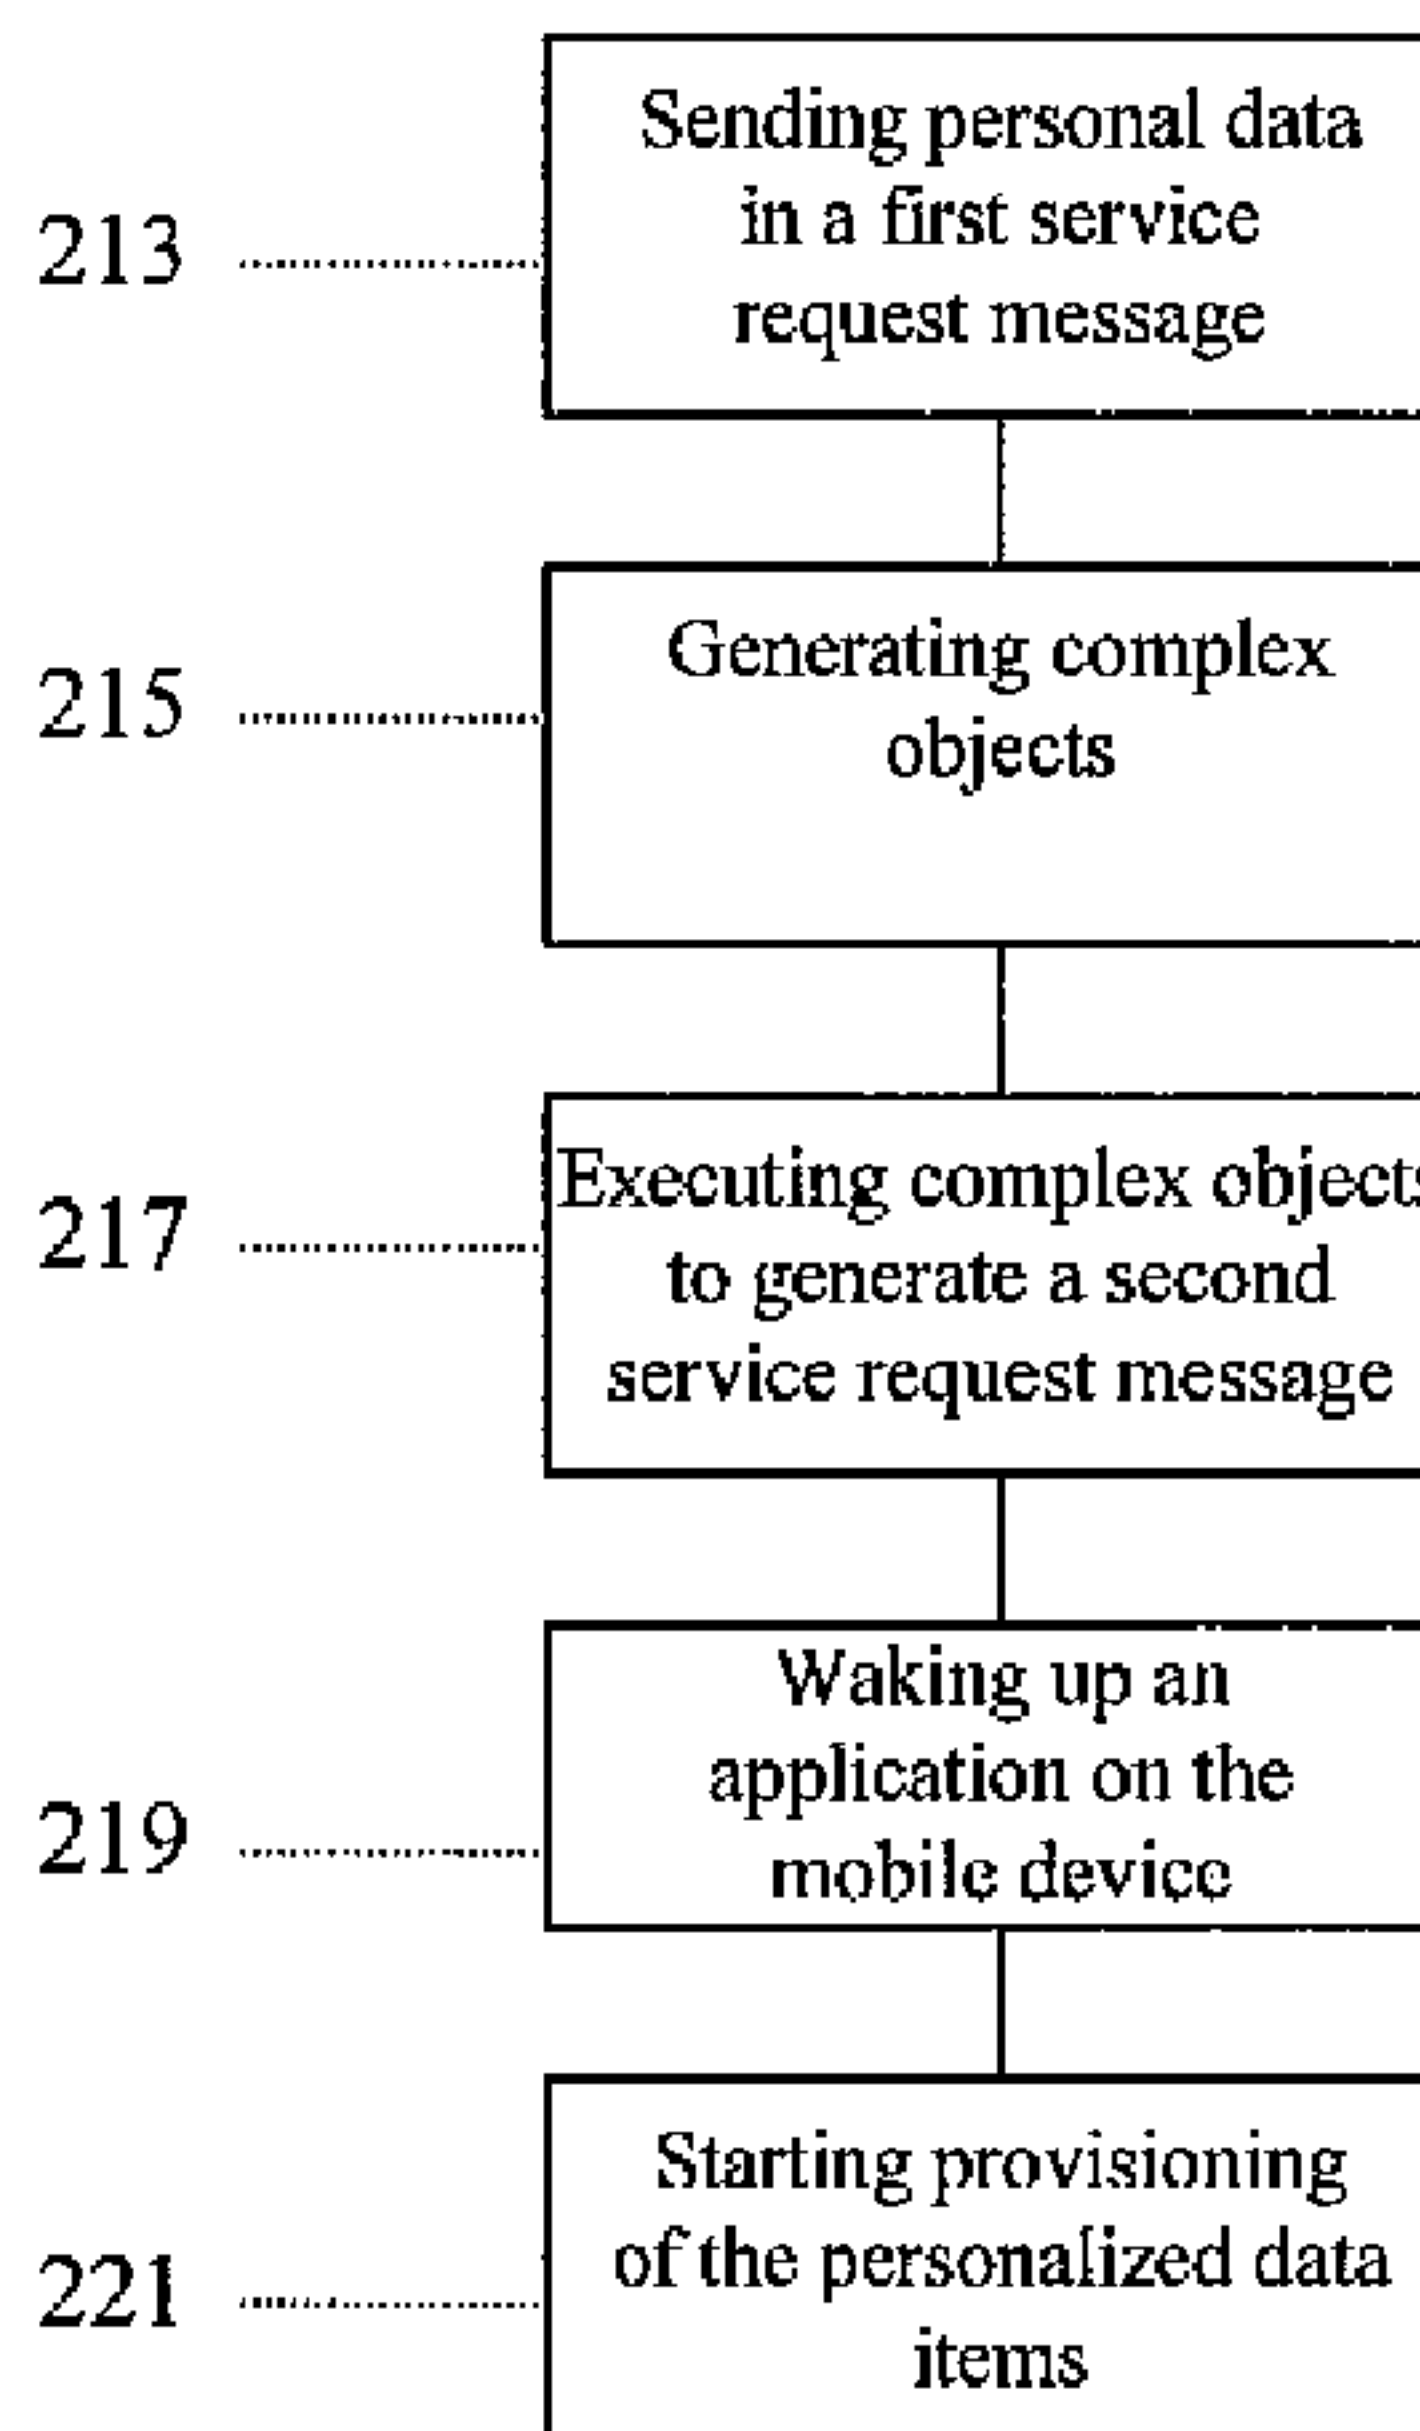 213
Sending personal data
in a first service
request message
215
Generating complex
objects
217
Executing complex objects
to generate a second
service request message
219
Waking up an
application on the
mobile device
221
Starting provisioning
of the personalized data
items